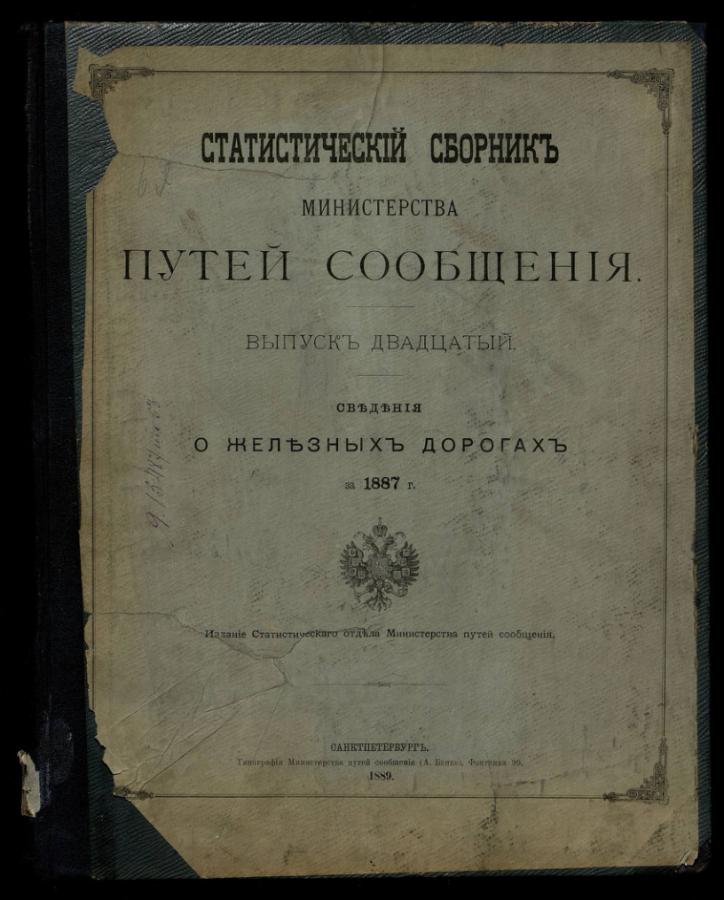 СТАТИСТИЧЕСКІЙ СБОРНИКЪ
МИНИСТЕРСТВА
ПУТЕЙ СООБЩЕНІЯ.
ВЫПУСКЪ ДВАДЦАТЫЙ.
СВѢДѢНІЯ
О ЖЕЛѢЗНЫХЪ ДОРОГАХЪ
за 1887 г.
Изданіе Статистическаго отдѣла Министерства путей сообщенія.
САНКТПЕТЕРБУРГЪ.
Типографія Министерства путей сообщенія (А. Бенке), Фонтанка 99.
1889.